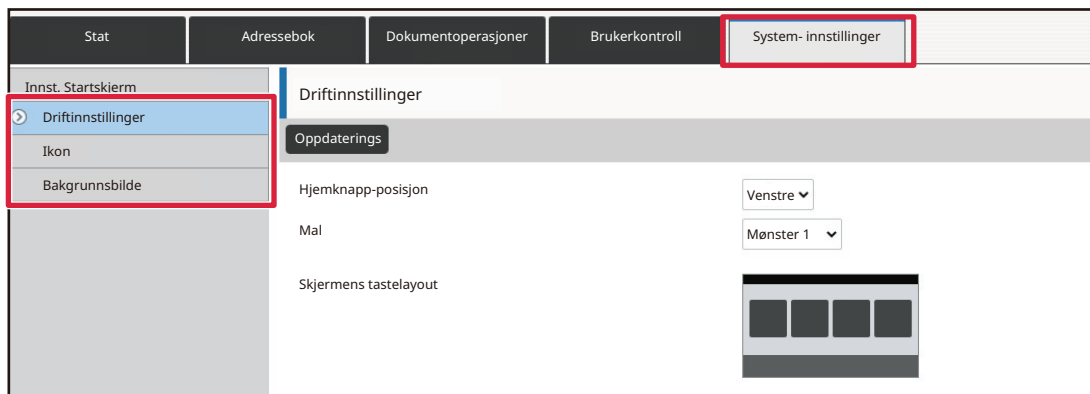 Stat
Adressebok
Dokumentoperasjoner
Brukerkontroll
System- innstillinger
Innst. Startskjerm
Driftinnstillinger
Ikon
Bakgrunnsbilde
Driftinnstillinger
Oppdaterings
Hjemknapp-posisjon
Venstre
Mal
Mønster 1
Skjermens tastelayout